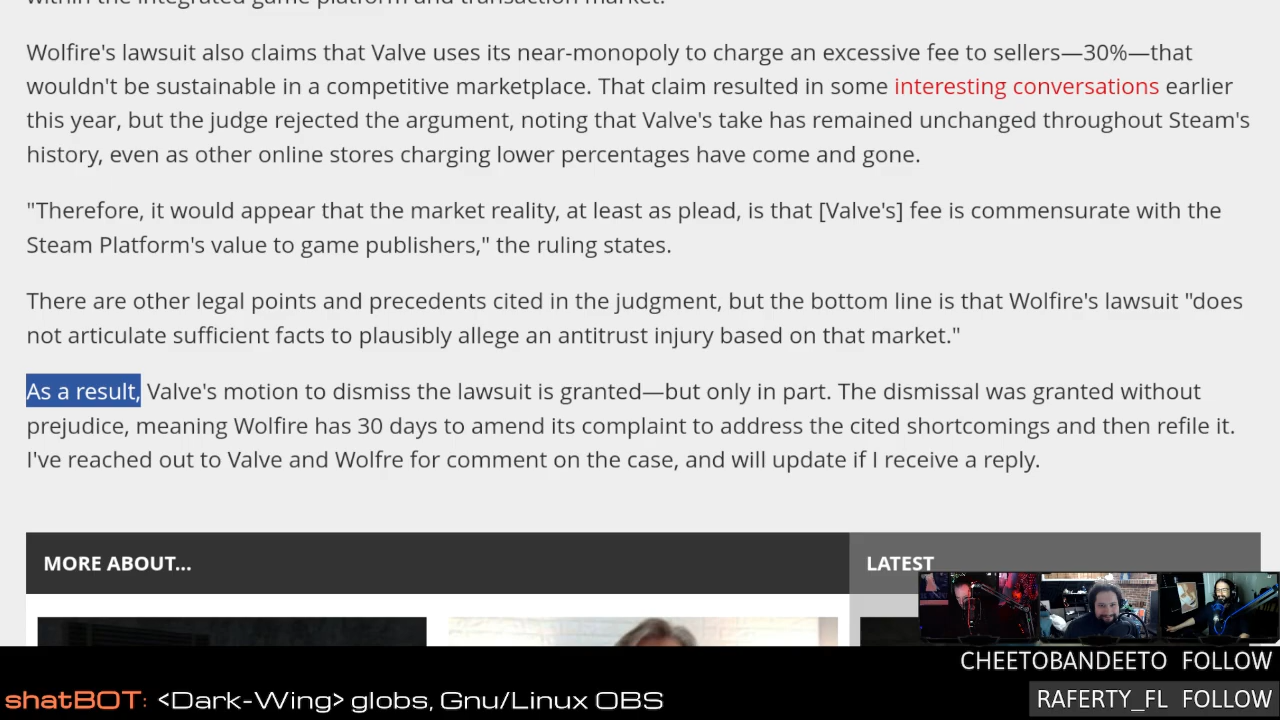 within the integrated game platform and transaction market.
Wolfire's lawsuit also claims that Valve uses its near-monopoly to charge an excessive fee to sellers—30%—that
wouldn't be sustainable in a competitive marketplace. That claim resulted in some interesting conversations earlier
this year, but the judge rejected the argument, noting that Valve's take has remained unchanged throughout Steam's
history, even as other online stores charging lower percentages have come and gone.
"Therefore, it would appear that the market reality, at least as plead, is that [Valve's] fee is commensurate with the
Steam Platform's value to game publishers," the ruling states.
There are other legal points and precedents cited in the judgment, but the bottom line is that Wolfire's lawsuit "does
not articulate sufficient facts to plausibly allege an antitrust injury based on that market."
As a result, Valve's motion to dismiss the lawsuit is granted—but only in part. The dismissal was granted without
prejudice, meaning Wolfire has 30 days to amend its complaint to address the cited shortcomings and then refile it.
I've reached out to Valve and Wolfre for comment on the case, and will update if I receive a reply.
MORE ABOUT...
LATEST
CHEETOBANDEETO FOLLOW
shatBOT: <Dark-Wing> globs, Gnu/Linux OBS
RAFERTY_FL FOLLOW